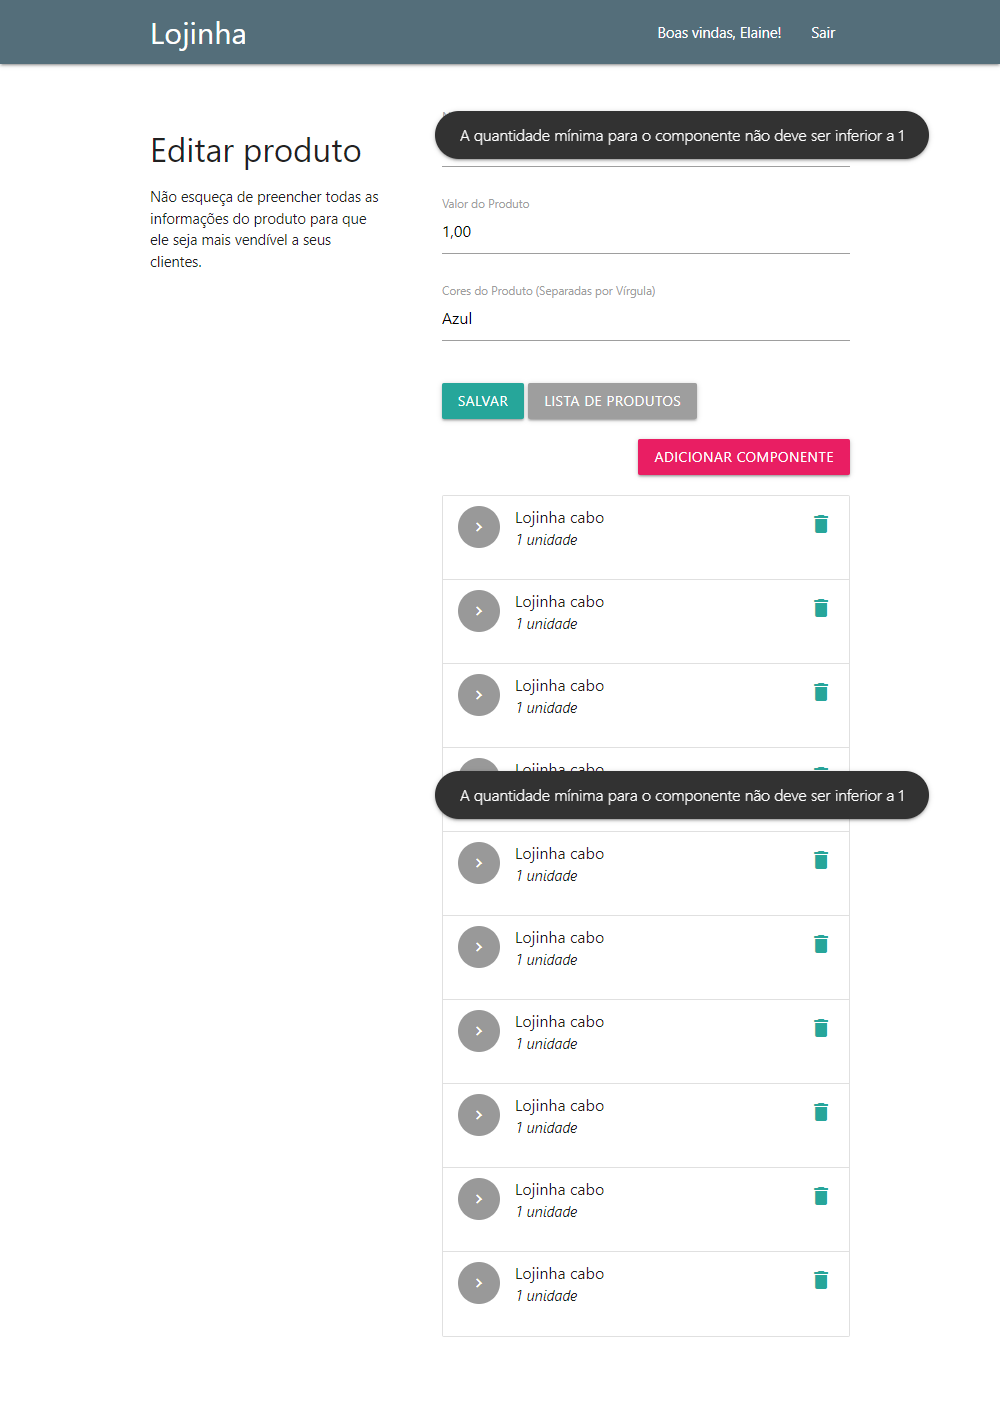 Lojinha
Boas vindas, Elaine!
Sair
Editar produto
Não esqueça de preencher todas as
informações do produto para que
ele seja mais vendível a seus
clientes.
A quantidade mínima para o componente não deve ser inferior a 1
Valor do Produto
1,00
Cores do Produto (Separadas por Vírgula)
Azul
SALVAR
LISTA DE PRODUTOS
ADICIONAR COMPONENTE
Lojinha cabo
1 unidade
Lojinha cabo
1 unidade
Lojinha cabo
1 unidade
Lojinha cabo
A quantidade mínima para o componente não deve ser inferior a 1
Lojinha cabo
1 unidade
Lojinha cabo
1 unidade
Lojinha cabo
1 unidade
Lojinha cabo
1 unidade
Lojinha cabo
1 unidade
Lojinha cabo
1 unidade